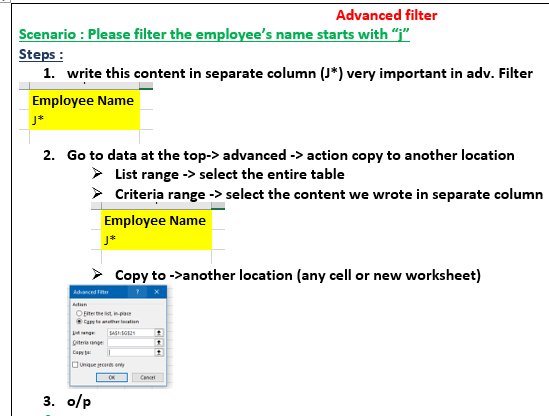 Advanced filter
Scenario : Please filter the employee's name starts with "j"
Steps :
1. write this content in separate column (J*) very important in adv. Filter
Employee Name
J*
2. Go to data at the top-> advanced -> action copy to another location
➤ List range -> select the entire table
➤ Criteria range -> select the content we wrote in separate column
Employee Name
J*
➤ Copy to ->another location (any cell or new worksheet)
Advanced Filter ? X
Action
Filter the list, in-place
Copy to another location
List range: $A$1:$G$21
Criteria range:
Copy to:
Unique records only
OK Cancel
3. o/p